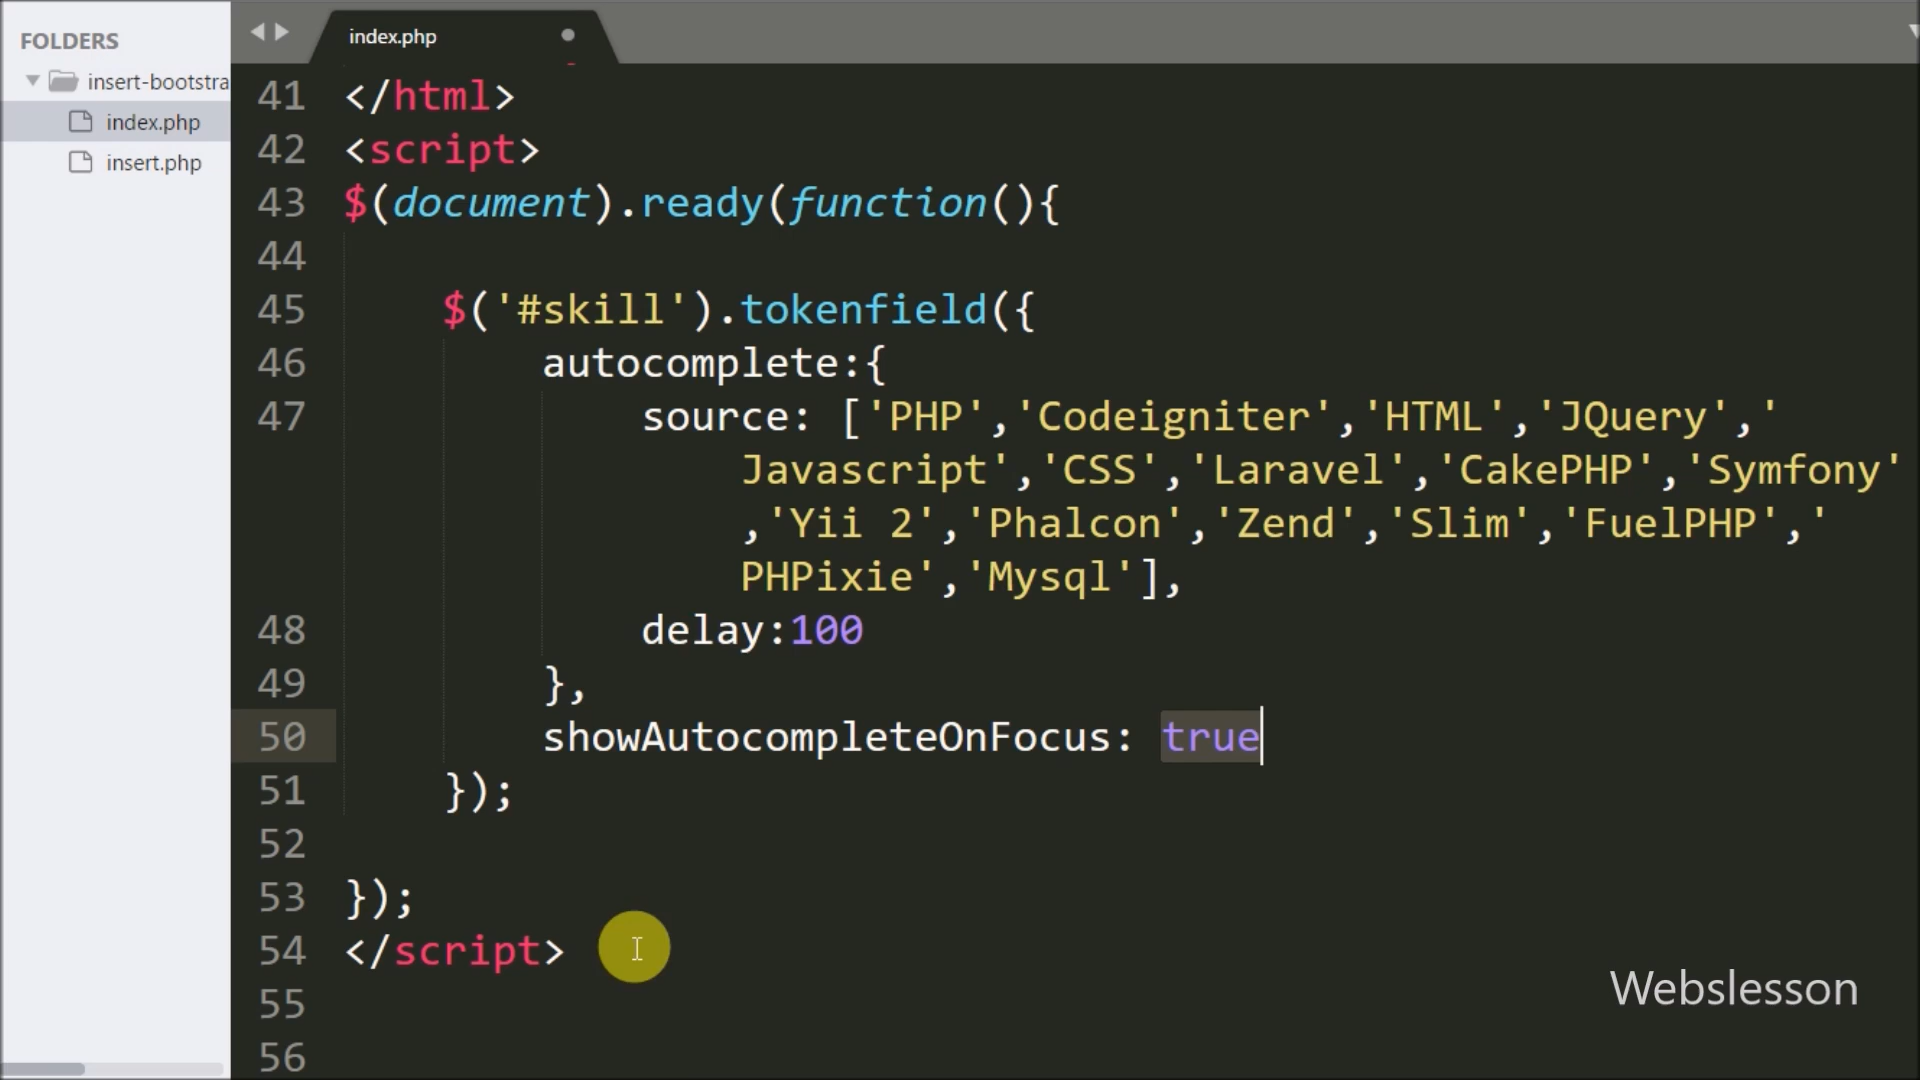 FOLDERS
insert-bootstra
index.php
insert.php
index.php
41 </html>
42 <script>
43 $(document).ready(function(){
44
45 $('#skill').tokenfield({
46 autocomplete:{
47 source: ['PHP','Codeigniter','HTML','JQuery','
Javascript','CSS','Laravel','CakePHP','Symfony'
,'Yii 2','Phalcon','Zend','Slim','FuelPHP','
PHPixie','Mysql'],
48 delay:100
49 },
50 showAutocompleteOnFocus: true
51 });
52
53 });
54 </script>
55
56
Webslesson